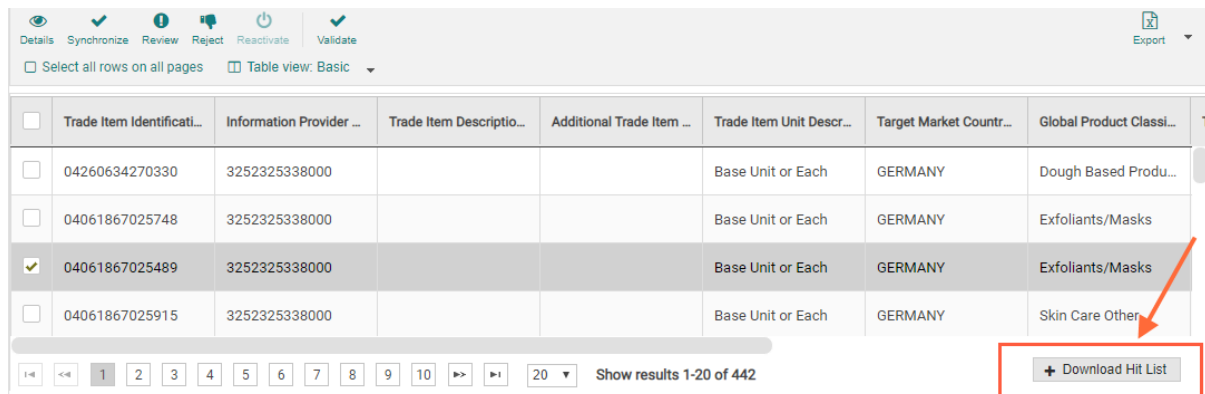 Details Synchronize Review Reject Reactivate Validate Export
Select all rows on all pages Table view: Basic
Trade Item Identificati... Information Provider ... Trade Item Descriptio... Additional Trade Item ... Trade Item Unit Descr... Target Market Countr... Global Product Classi...
04260634270330 3252325338000 Base Unit or Each GERMANY Dough Based Produ...
04061867025748 3252325338000 Base Unit or Each GERMANY Exfoliants/Masks
04061867025489 3252325338000 Base Unit or Each GERMANY Exfoliants/Masks
04061867025915 3252325338000 Base Unit or Each GERMANY Skin Care Other
1 2 3 4 5 6 7 8 9 10 20 Show results 1-20 of 442 + Download Hit List